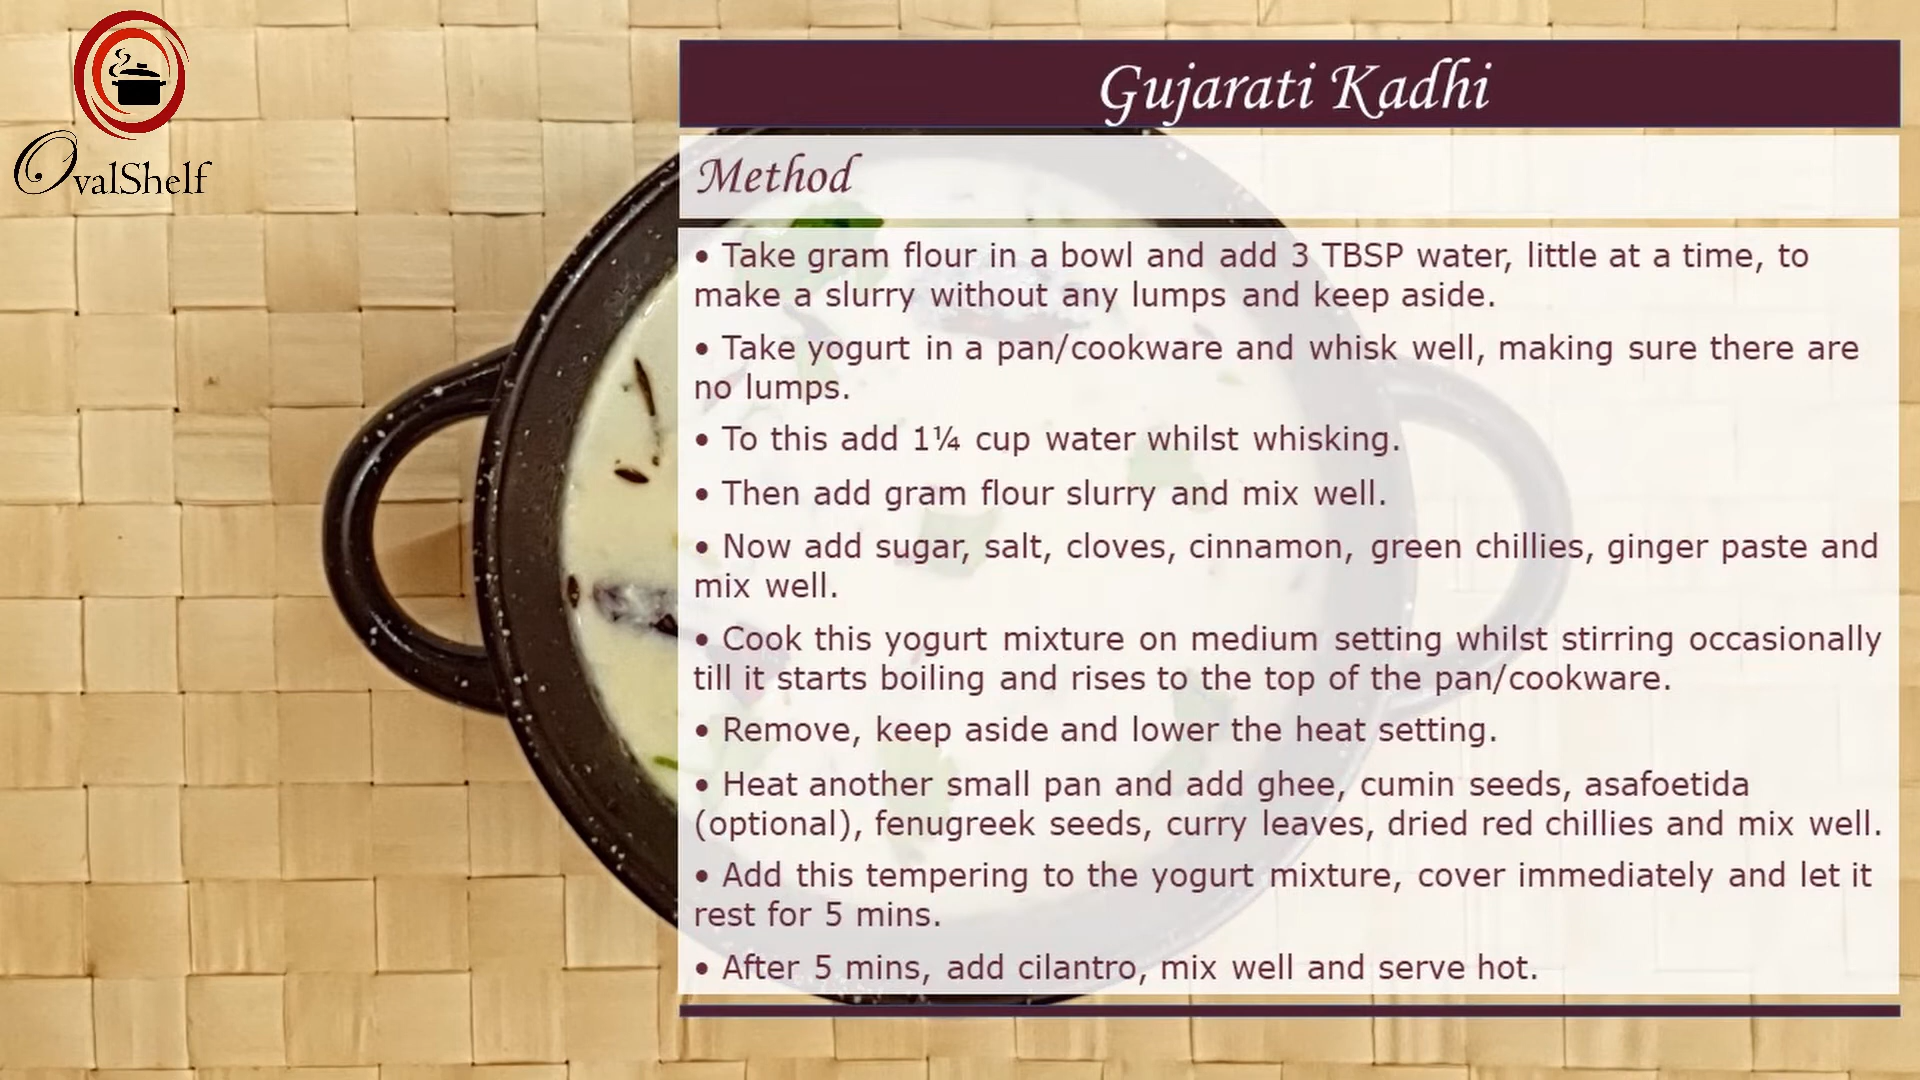 OvalShelf
Gujarati Kadhi
Method
• Take gram flour in a bowl and add 3 TBSP water, little at a time, to
make a slurry without any lumps and keep aside.
• Take yogurt in a pan/cookware and whisk well, making sure there are
no lumps.
• To this add 1¼ cup water whilst whisking.
• Then add gram flour slurry and mix well.
• Now add sugar, salt, cloves, cinnamon, green chillies, ginger paste and
mix well.
• Cook this yogurt mixture on medium setting whilst stirring occasionally
till it starts boiling and rises to the top of the pan/cookware.
• Remove, keep aside and lower the heat setting.
• Heat another small pan and add ghee, cumin seeds, asafoetida
(optional), fenugreek seeds, curry leaves, dried red chillies and mix well.
• Add this tempering to the yogurt mixture, cover immediately and let it
rest for 5 mins.
• After 5 mins, add cilantro, mix well and serve hot.